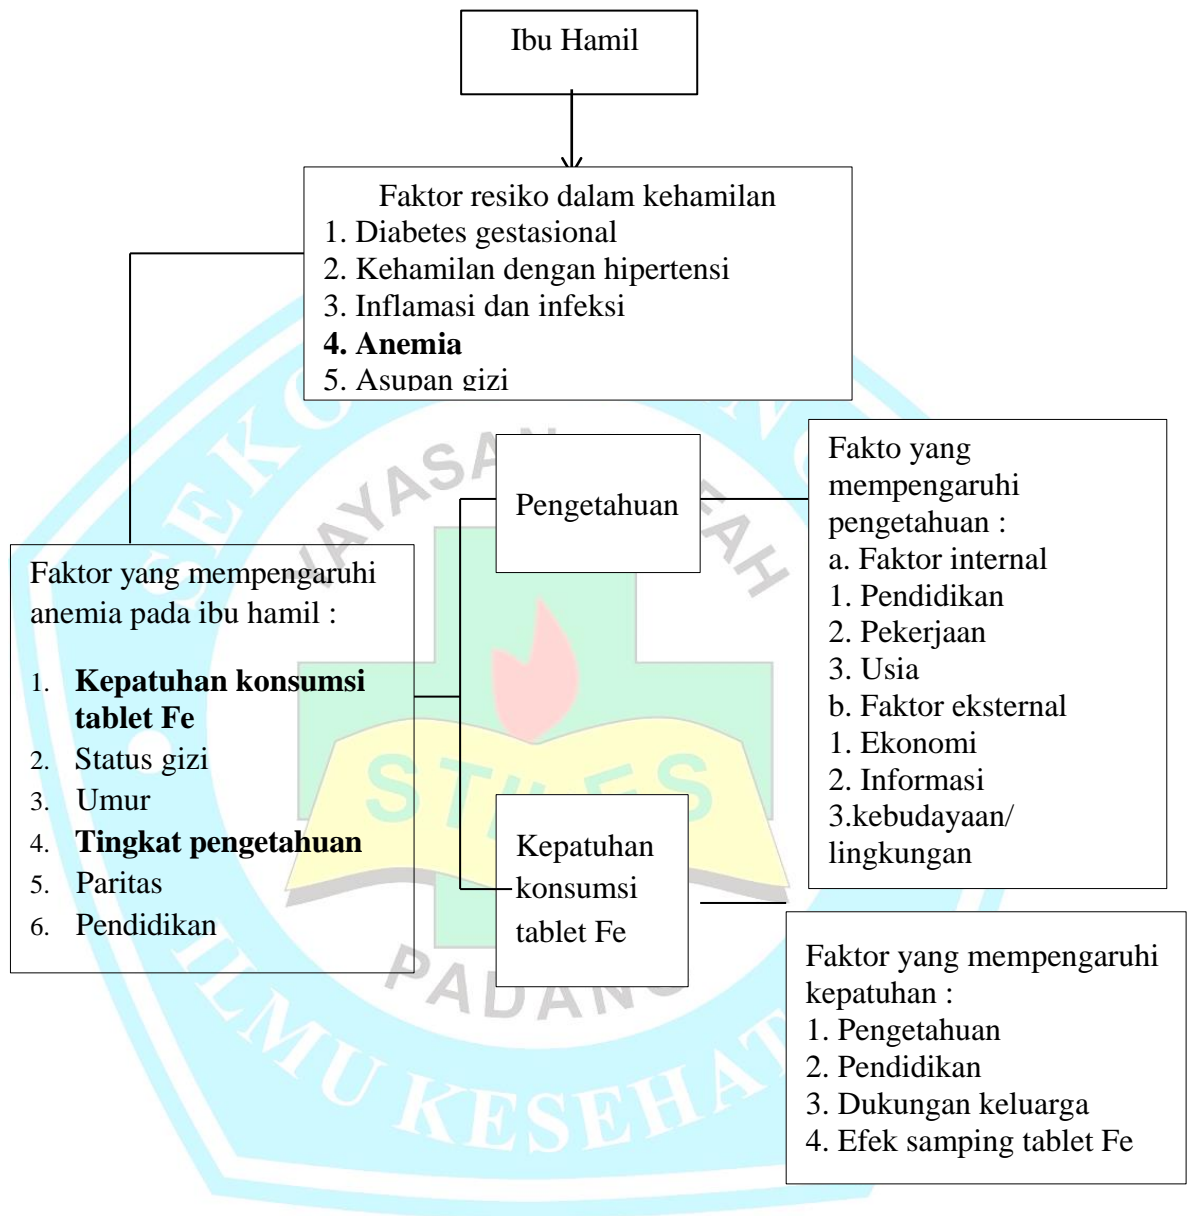 Ibu Hamil
Faktor resiko dalam kehamilan
1. Diabetes gestasional
2. Kehamilan dengan hipertensi
3. Inflamasi dan infeksi
4. Anemia
5. Asupan gizi
Faktor yang mempengaruhi
anemia pada ibu hamil :
1. Kepatuhan konsumsi
tablet Fe
2. Status gizi
3. Umur
4. Tingkat pengetahuan
5. Paritas
6. Pendidikan
Pengetahuan
Kepatuhan
konsumsi
tablet Fe
Fakto yang
mempengaruhi
pengetahuan :
a. Faktor internal
1. Pendidikan
2. Pekerjaan
3. Usia
b. Faktor eksternal
1. Ekonomi
2. Informasi
3.kebudayaan/
lingkungan
Faktor yang mempengaruhi
kepatuhan :
1. Pengetahuan
2. Pendidikan
3. Dukungan keluarga
4. Efek samping tablet Fe
YAYASAN
ILMU KESEHAT